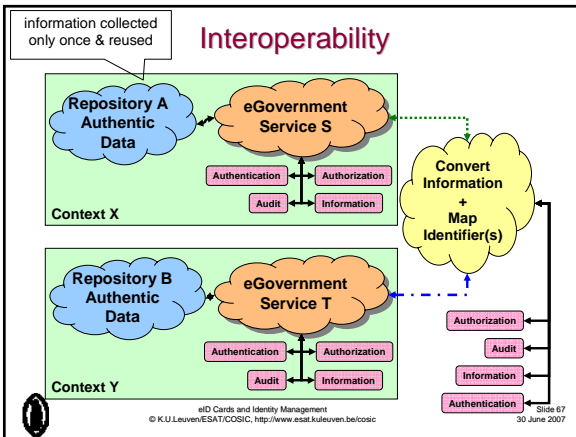 information collected
only once & reused
Interoperability
Repository A
Authentic
Data
eGovernment
Service S
Authentication
Authorization
Audit
Information
Context X
Convert
Information
+
Map
Identifier(s)
Repository B
Authentic
Data
eGovernment
Service T
Authentication
Authorization
Audit
Information
Context Y
Authorization
Audit
Information
Authentication
eID Cards and Identity Management
© K.U.Leuven/ESAT/COSIC, http://www.esat.kuleuven.be/cosic
Slide 67
30 June 2007